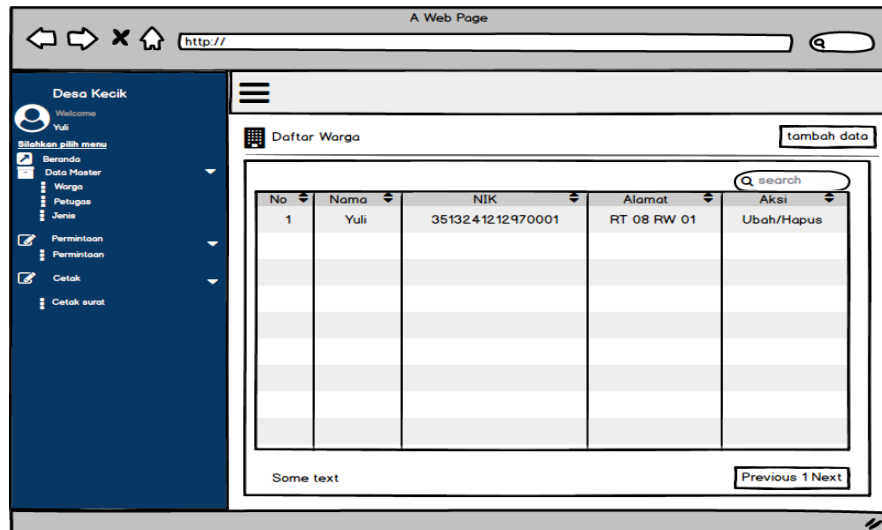 A Web Page
http://
Desa Kecik
Welcome
Yuli
Silahkan pilih menu
Beranda
Data Master
Warga
Petugas
Jenis
Permintaan
Permintaan
Cetak
Cetak surat
Daftar Warga
tambah data
search
No Nama NIK Alamat Aksi
1 Yuli 3513241212970001 RT 08 RW 01 Ubah/Hapus
Some text
Previous 1 Next